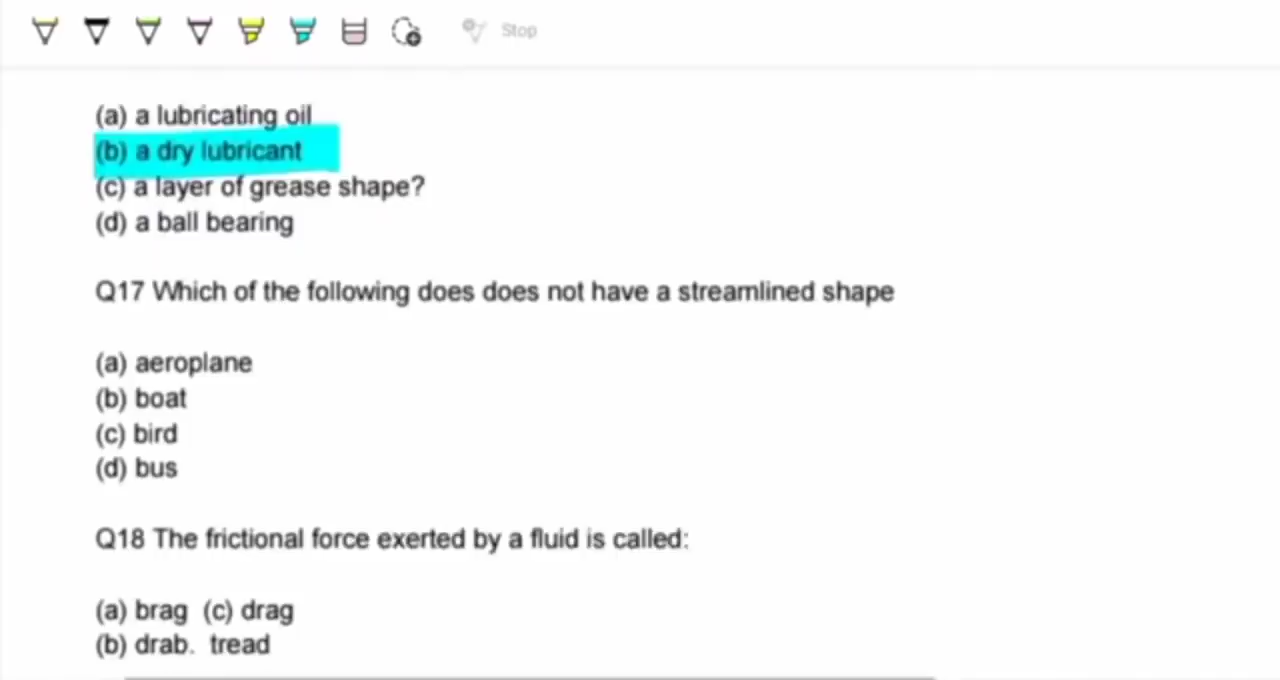 Stop
(a) a lubricating oil
(b) a dry lubricant
(c) a layer of grease shape?
(d) a ball bearing
Q17 Which of the following does does not have a streamlined shape
(a) aeroplane
(b) boat
(c) bird
(d) bus
Q18 The frictional force exerted by a fluid is called:
(a) brag (c) drag
(b) drab. tread